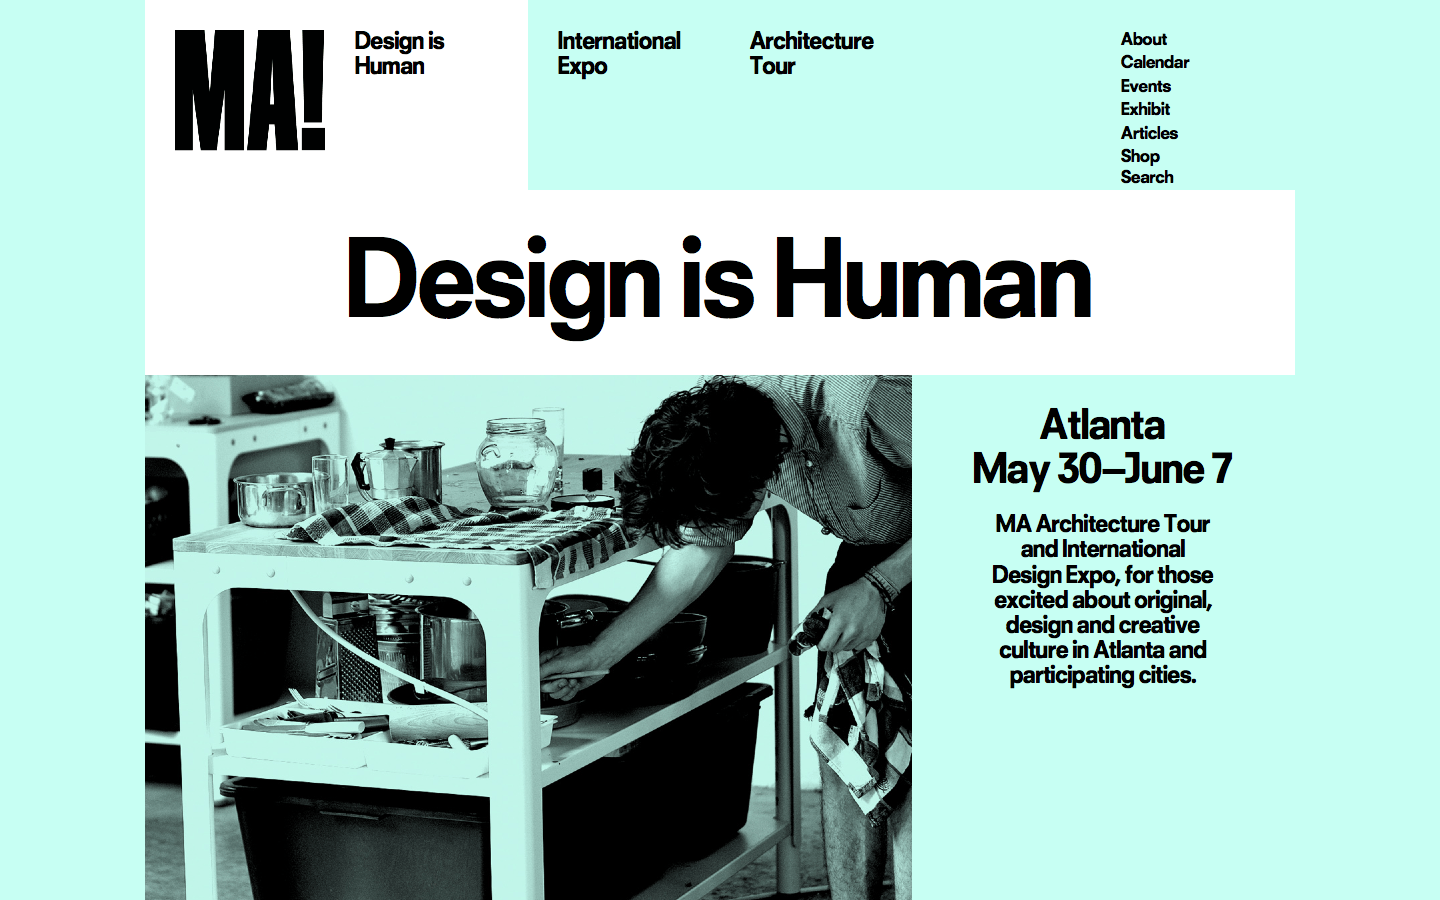 MA!
Design is
Human
International
Expo
Architecture
Tour
About
Calendar
Events
Exhibit
Articles
Shop
Search
Design is Human
Atlanta
May 30–June 7
MA Architecture Tour
and International
Design Expo, for those
excited about original,
design and creative
culture in Atlanta and
participating cities.